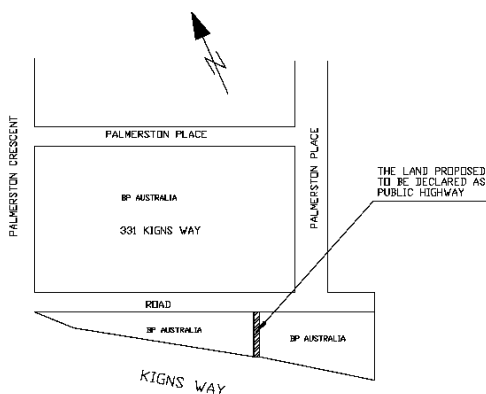 PALMERSTON CRESCENT
PALMERSTON PLACE
PALMERSTON PLACE
THE LAND PROPOSED
TO BE DECLARED AS
PUBLIC HIGHWAY
BP AUSTRALIA
331 KIGNS WAY
ROAD
BP AUSTRALIA
BP AUSTRALIA
KIGNS WAY